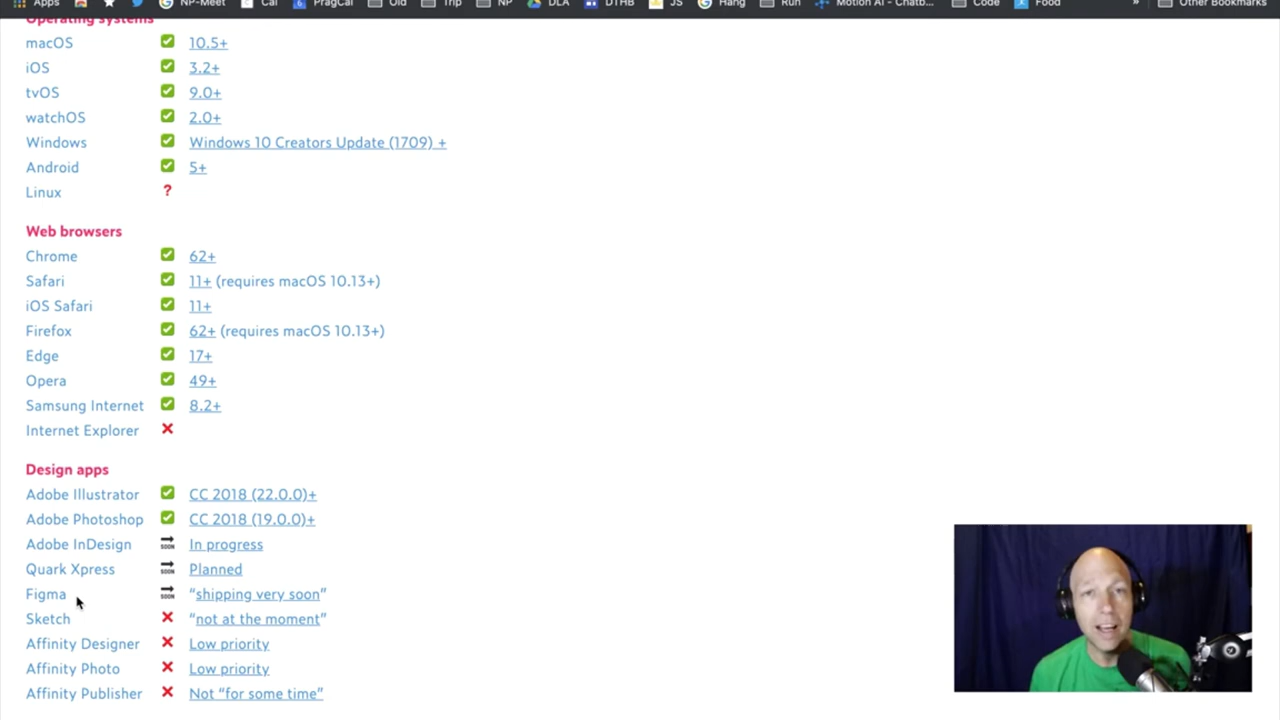 Apps NP-Meet Cal PragCal Old Trip NP DLA DTHB JS Hang Run Motion AI - Chatb... Code Food » Other Bookmarks
Operating systems
macOS 10.5+
iOS 3.2+
tvOS 9.0+
watchOS 2.0+
Windows Windows 10 Creators Update (1709) +
Android 5+
Linux ?
Web browsers
Chrome 62+
Safari 11+ (requires macOS 10.13+)
iOS Safari 11+
Firefox 62+ (requires macOS 10.13+)
Edge 17+
Opera 49+
Samsung Internet 8.2+
Internet Explorer
Design apps
Adobe Illustrator CC 2018 (22.0.0)+
Adobe Photoshop CC 2018 (19.0.0)+
Adobe InDesign SOON In progress
Quark Xpress SOON Planned
Figma SOON “shipping very soon”
Sketch “not at the moment”
Affinity Designer Low priority
Affinity Photo Low priority
Affinity Publisher Not “for some time”